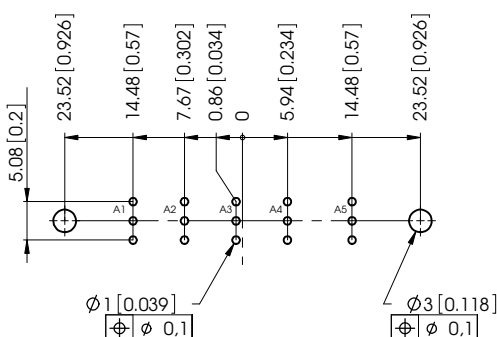 23.52 [0.926]
14.48 [0.57]
7.67 [0.302]
0.86 [0.034]
0
5.94 [0.234]
14.48 [0.57]
23.52 [0.926]
5.08 [0.2]
A1
A2
A3
A4
A5
∅1 [0.039]
⌖ ∅ 0,1
∅3 [0.118]
⌖ ∅ 0,1